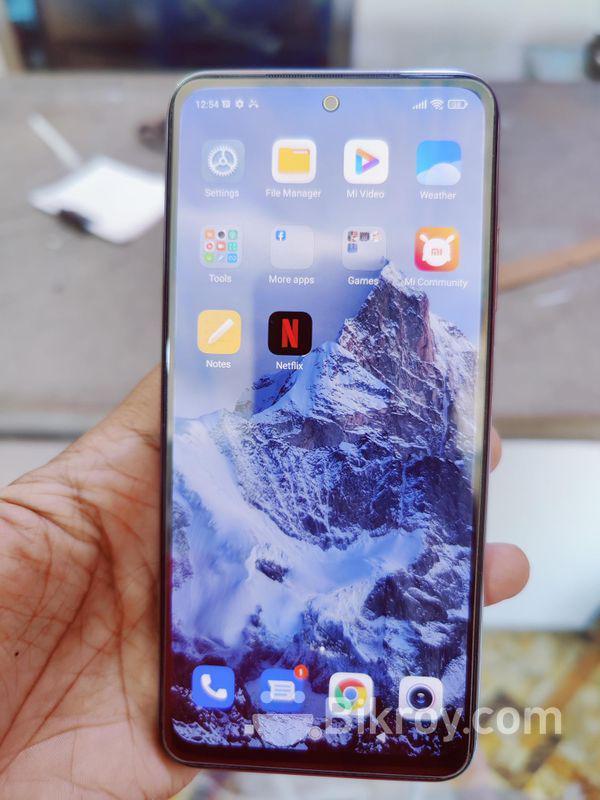 12:54
Settings
File Manager
Mi Video
Weather
Tools
More apps
Games
Mi Community
Notes
N
Netflix
1
Bikroy.com